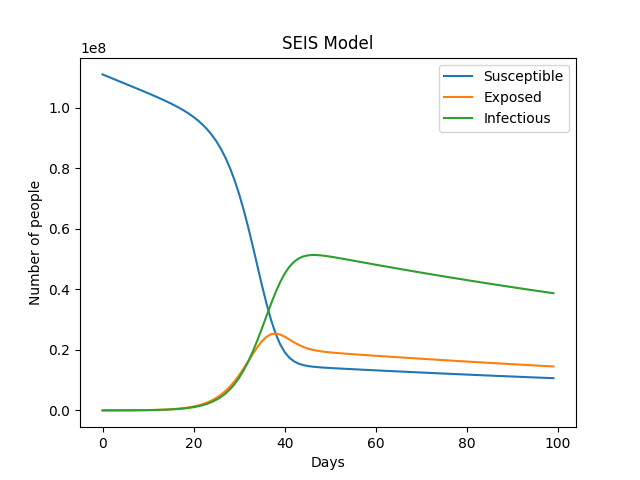 SEIS Model
1e8
Susceptible
Exposed
Infectious
1.0
0.8
0.6
0.4
0.2
0.0
Number of people
0 20 40 60 80 100
Days